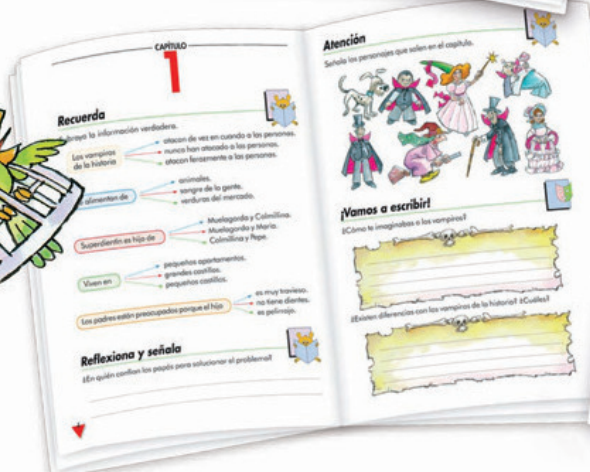 CAPÍTULO
1
Recuerda
Subraya la información verdadera.
Los vampiros
de la historia
atacan de vez en cuando a las personas.
nunca han atacado a las personas.
atacan ferozmente a las personas.
alimentan de
animales.
sangre de la gente.
verduras del mercado.
Superdientín es hijo de
Muelagorda y Colmillina.
Muelagorda y María.
Colmillina y Pepe.
Viven en
pequeños apartamentos.
grandes castillos.
pequeños castillos.
Los padres están preocupados porque el hijo
es muy travieso.
no tiene dientes.
es pelirrojo.
Reflexiona y señala
¿En quién confían los papás para solucionar el problema?
Atención
Señala los personajes que salen en el capítulo.
¡Vamos a escribir!
¿Cómo te imaginabas a los vampiros?
¿Existen diferencias con los vampiros de la historia? ¿Cuáles?